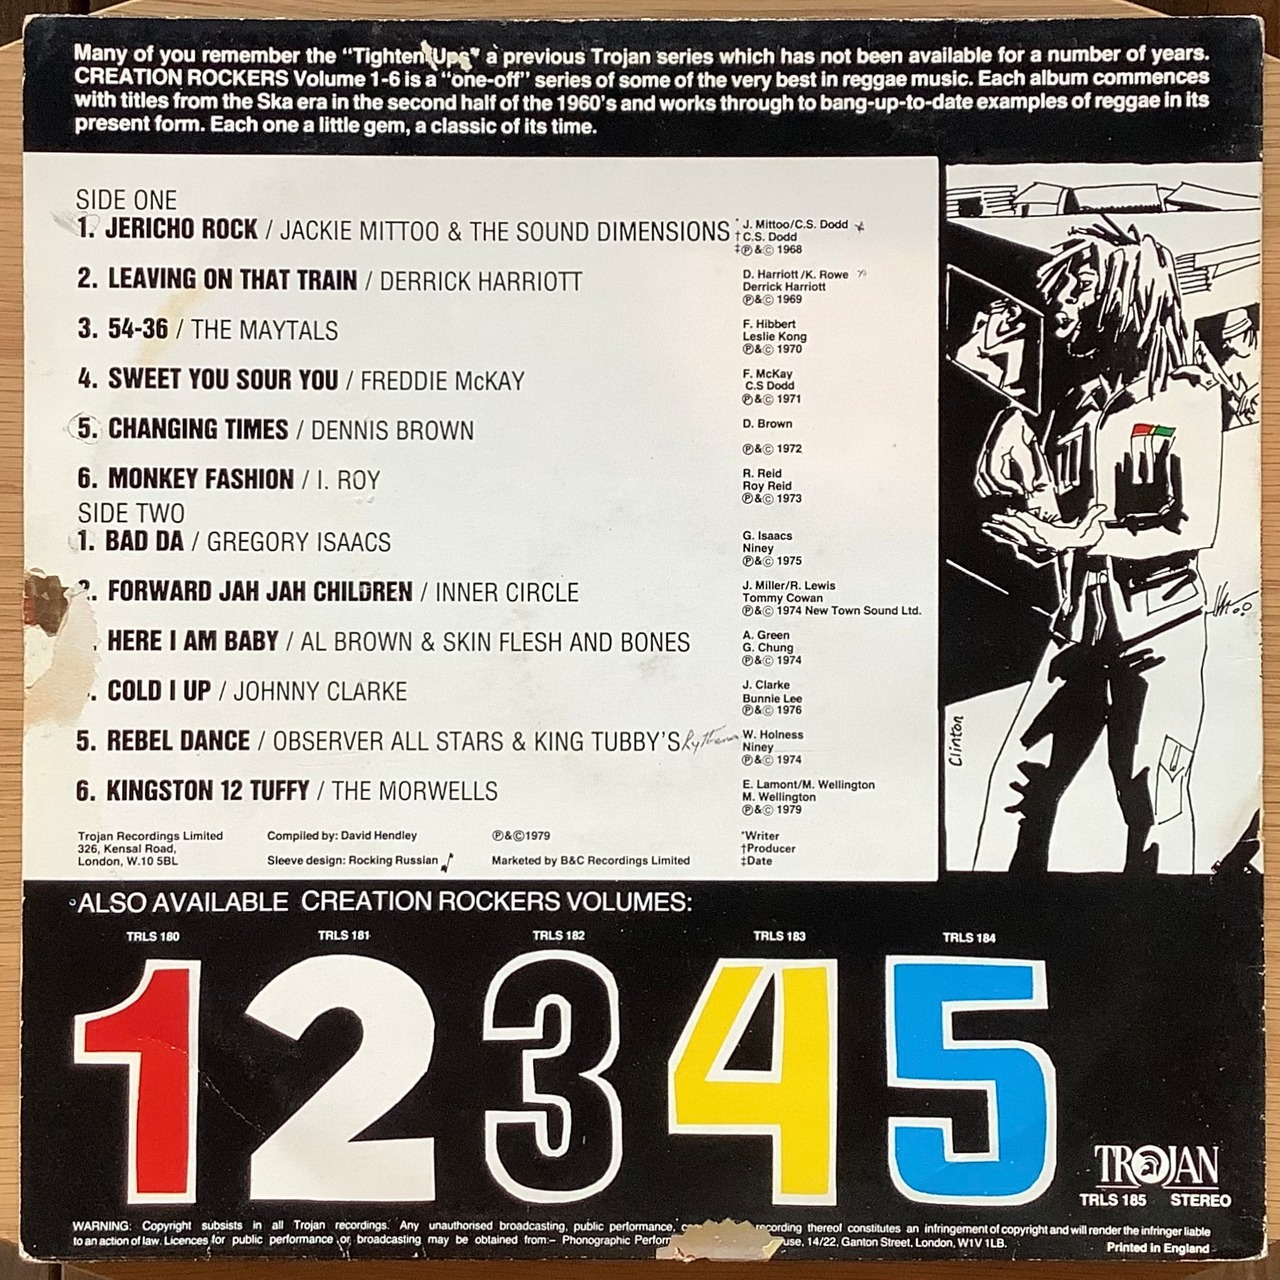 Many of you remember the "Tighten Ups" a previous Trojan series which has not been available for a number of years.
CREATION ROCKERS Volume 1-6 is a "one-off" series of some of the very best in reggae music. Each album commences
with titles from the Ska era in the second half of the 1960's and works through to bang-up-to-date examples of reggae in its
present form. Each one a little gem, a classic of its time.
SIDE ONE
1. JERICHO ROCK / JACKIE MITTOO & THE SOUND DIMENSIONS
*J. Mittoo/C.S. Dodd
†C.S. Dodd
‡Ⓟ&© 1968
2. LEAVING ON THAT TRAIN / DERRICK HARRIOTT
D. Harriott/K. Rowe
Derrick Harriott
Ⓟ&© 1969
3. 54-36 / THE MAYTALS
F. Hibbert
Leslie Kong
Ⓟ&© 1970
4. SWEET YOU SOUR YOU / FREDDIE McKAY
F. McKay
C.S Dodd
Ⓟ&© 1971
5. CHANGING TIMES / DENNIS BROWN
D. Brown
Ⓟ&© 1972
6. MONKEY FASHION / I. ROY
R. Reid
Roy Reid
Ⓟ&© 1973
SIDE TWO
1. BAD DA / GREGORY ISAACS
G. Isaacs
Niney
Ⓟ&© 1975
. FORWARD JAH JAH CHILDREN / INNER CIRCLE
J. Miller/R. Lewis
Tommy Cowan
Ⓟ&© 1974 New Town Sound Ltd.
. HERE I AM BABY / AL BROWN & SKIN FLESH AND BONES
A. Green
G. Chung
Ⓟ&© 1974
. COLD I UP / JOHNNY CLARKE
J. Clarke
Bunnie Lee
Ⓟ&© 1976
5. REBEL DANCE / OBSERVER ALL STARS & KING TUBBY'S
W. Holness
Niney
Ⓟ&© 1974
6. KINGSTON 12 TUFFY / THE MORWELLS
E. Lamont/M. Wellington
M. Wellington
Ⓟ&© 1979
Trojan Recordings Limited
326, Kensal Road,
London, W.10 5BL
Compiled by: David Hendley
Sleeve design: Rocking Russian
Ⓟ&©1979
Marketed by B&C Recordings Limited
*Writer
†Producer
‡Date
Clinton
ALSO AVAILABLE CREATION ROCKERS VOLUMES:
TRLS 180 TRLS 181 TRLS 182 TRLS 183 TRLS 184
1 2 3 4 5
TROJAN
TRLS 185 STEREO
WARNING: Copyright subsists in all Trojan recordings. Any unauthorised broadcasting, public performance, recording thereof constitutes an infringement of copyright and will render the infringer liable
to an action of law. Licences for public performance or broadcasting may be obtained from:– Phonographic 14/22, Ganton Street, London, W1V 1LB.
Printed in England